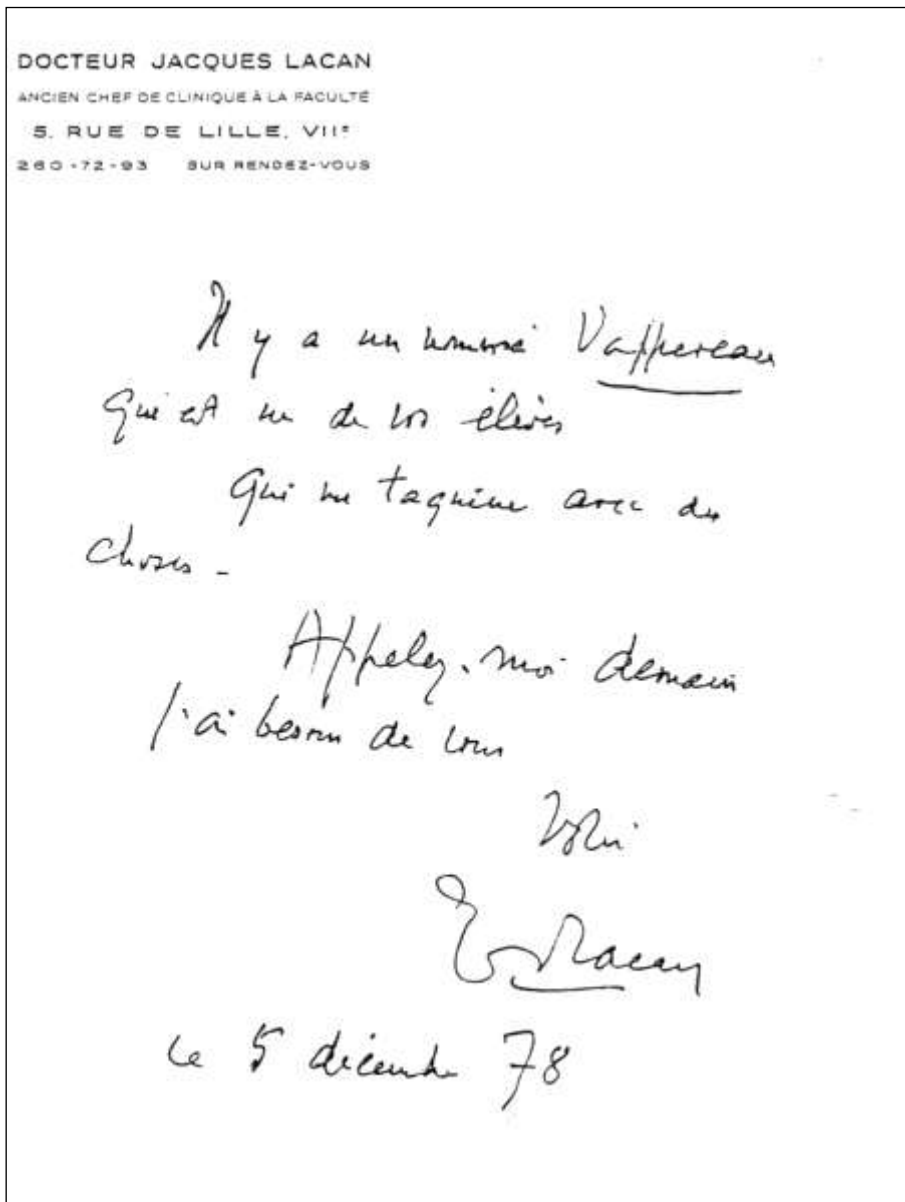 DOCTEUR JACQUES LACAN
ANCIEN CHEF DE CLINIQUE À LA FACULTÉ
5, RUE DE LILLE, VIIᵉ
260-72-93 SUR RENDEZ-VOUS
Il y a un nommé Vappereau
qui est un de vos élèves
Qui me taquine avec des
choses -
Appelez-moi demain
j'ai besoin de vous
Lacan
le 5 décembre 78